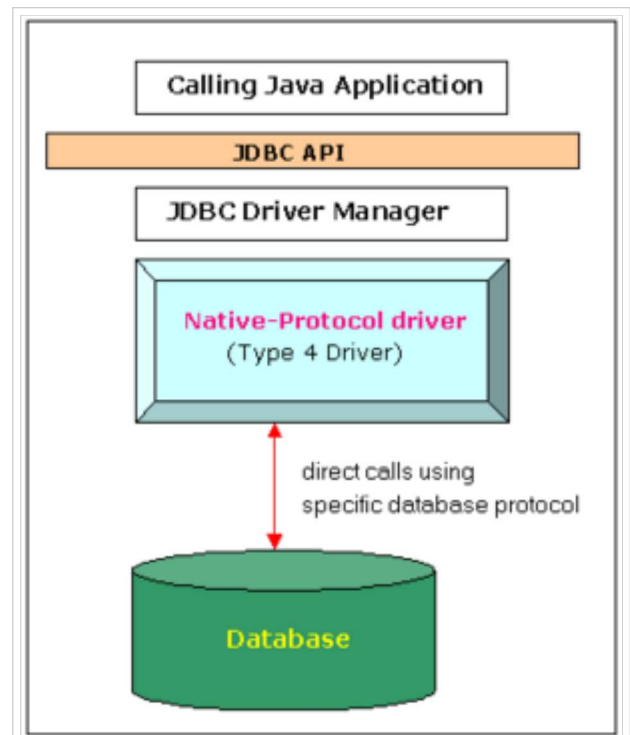 Calling Java Application
JDBC API
JDBC Driver Manager
Native-Protocol driver
(Type 4 Driver)
direct calls using
specific database protocol
Database